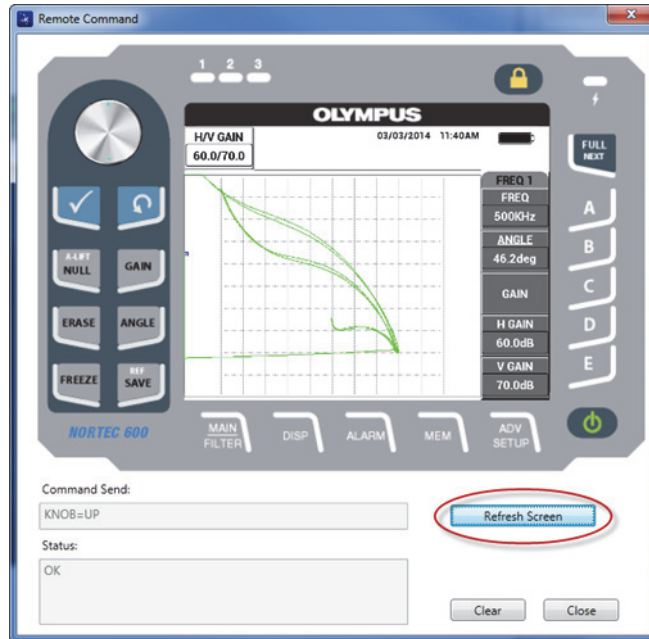 Remote Command
1 2 3
OLYMPUS
H/V GAIN
60.0/70.0
03/03/2014 11:40AM
FULL
NEXT
FREQ 1
FREQ
500KHz
ANGLE
46.2deg
GAIN
H GAIN
60.0dB
V GAIN
70.0dB
A
B
C
D
E
A-LIFT
NULL
GAIN
ERASE
ANGLE
FREEZE
REF
SAVE
NORTEC 600
MAIN
FILTER
DISP
ALARM
MEM
ADV
SETUP
Command Send:
KNOB=UP
Refresh Screen
Status:
OK
Clear
Close